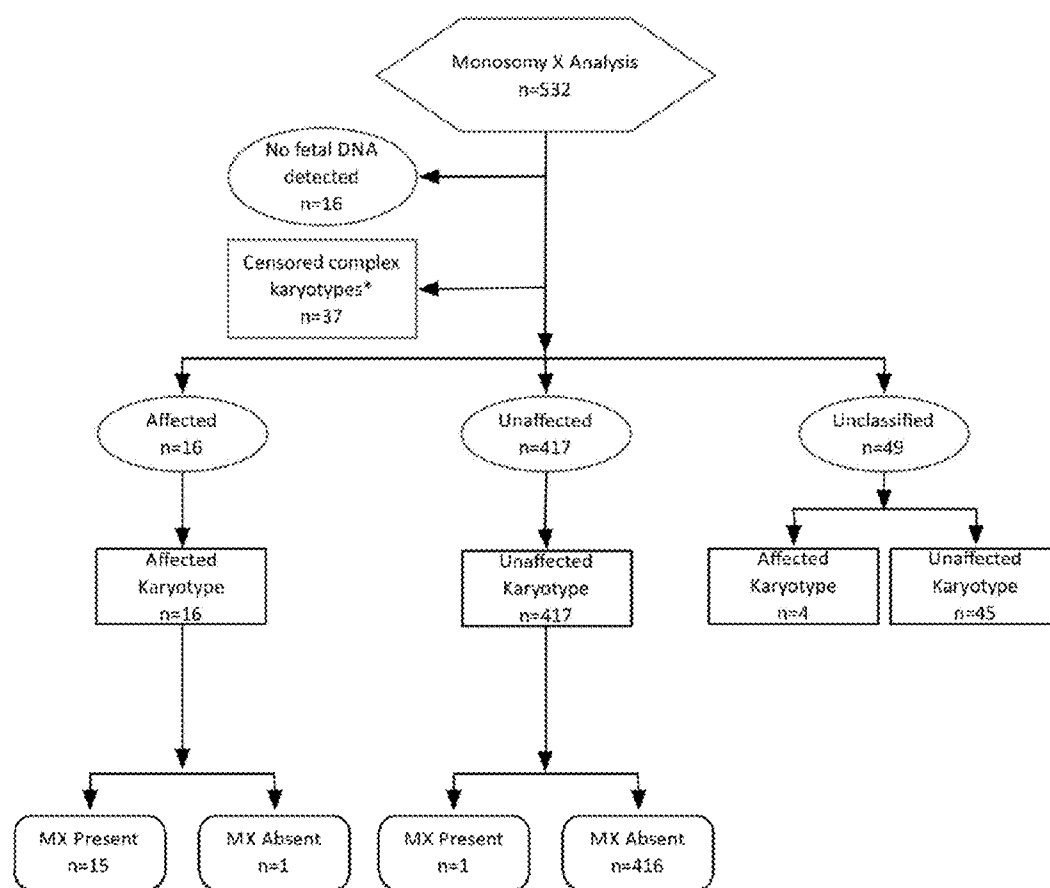 Monosomy X Analysis
n=532
No fetal DNA
detected
n=16
Censored complex
karyotypes*
n=37
Affected
n=16
Unaffected
n=417
Unclassified
n=49
Affected
Karyotype
n=16
Unaffected
Karyotype
n=417
Affected
Karyotype
n=4
Unaffected
Karyotype
n=45
MX Present
n=15
MX Absent
n=1
MX Present
n=1
MX Absent
n=416